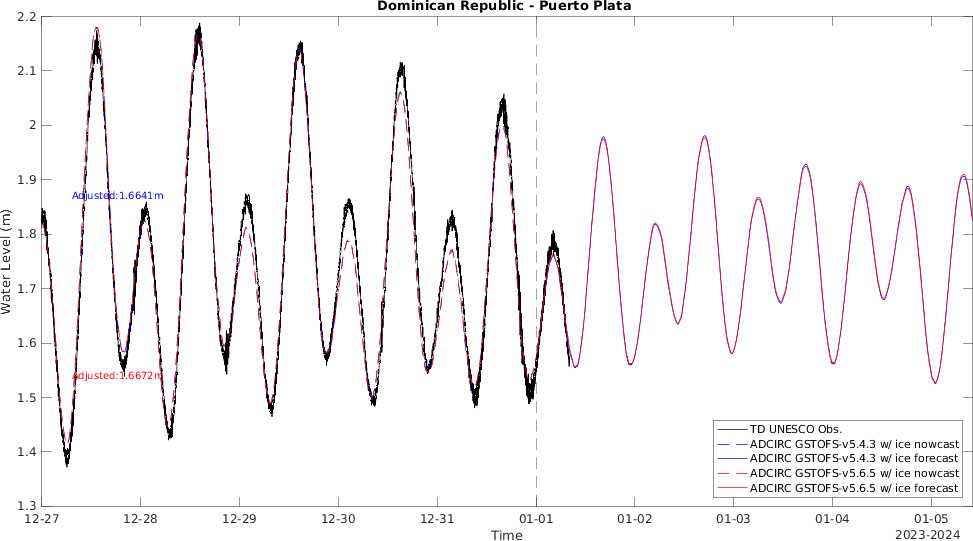 Dominican Republic - Puerto Plata
Water Level (m)
2.2
2.1
2
1.9
1.8
1.7
1.6
1.5
1.4
1.3
Adjusted:1.6641m
Adjusted:1.6672m
TD UNESCO Obs.
ADCIRC GSTOFS-v5.4.3 w/ ice nowcast
ADCIRC GSTOFS-v5.4.3 w/ ice forecast
ADCIRC GSTOFS-v5.6.5 w/ ice nowcast
ADCIRC GSTOFS-v5.6.5 w/ ice forecast
12-27 12-28 12-29 12-30 12-31 01-01 01-02 01-03 01-04 01-05
Time
2023-2024